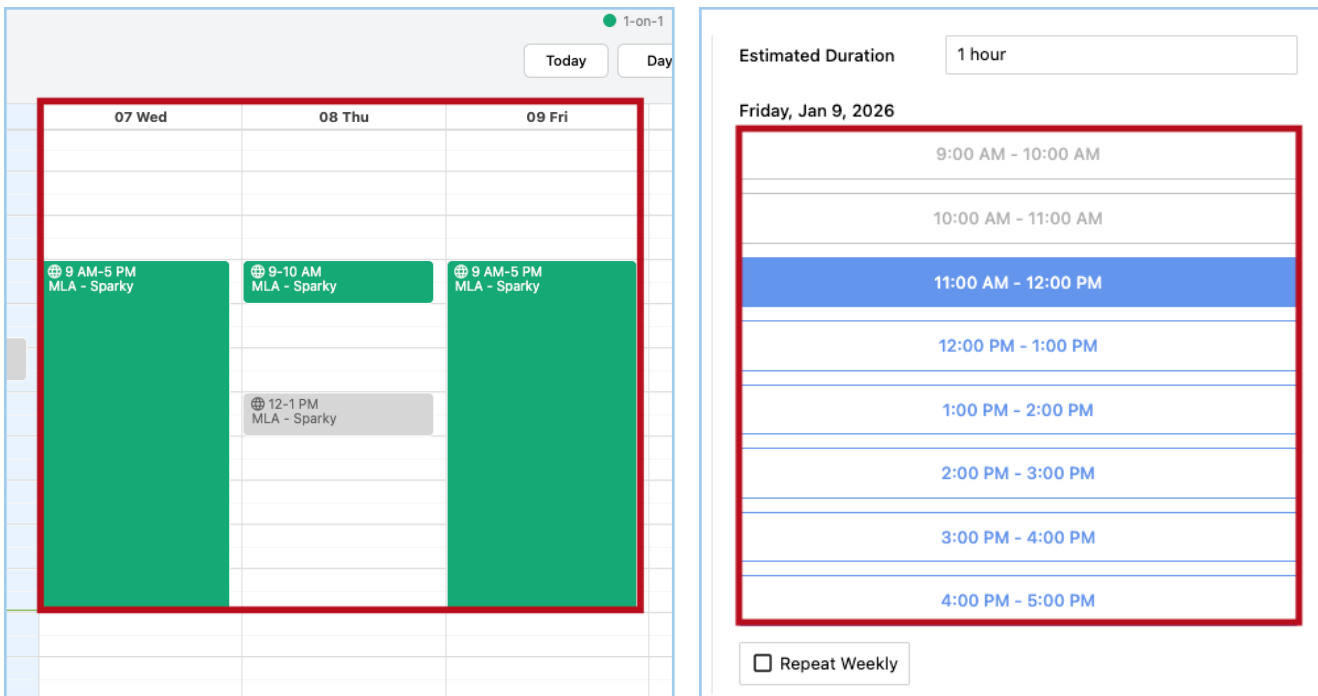 1-on-1
Today
Day
07 Wed
08 Thu
09 Fri
9 AM-5 PM
MLA - Sparky
9-10 AM
MLA - Sparky
9 AM-5 PM
MLA - Sparky
12-1 PM
MLA - Sparky
Estimated Duration
1 hour
Friday, Jan 9, 2026
9:00 AM - 10:00 AM
10:00 AM - 11:00 AM
11:00 AM - 12:00 PM
12:00 PM - 1:00 PM
1:00 PM - 2:00 PM
2:00 PM - 3:00 PM
3:00 PM - 4:00 PM
4:00 PM - 5:00 PM
Repeat Weekly